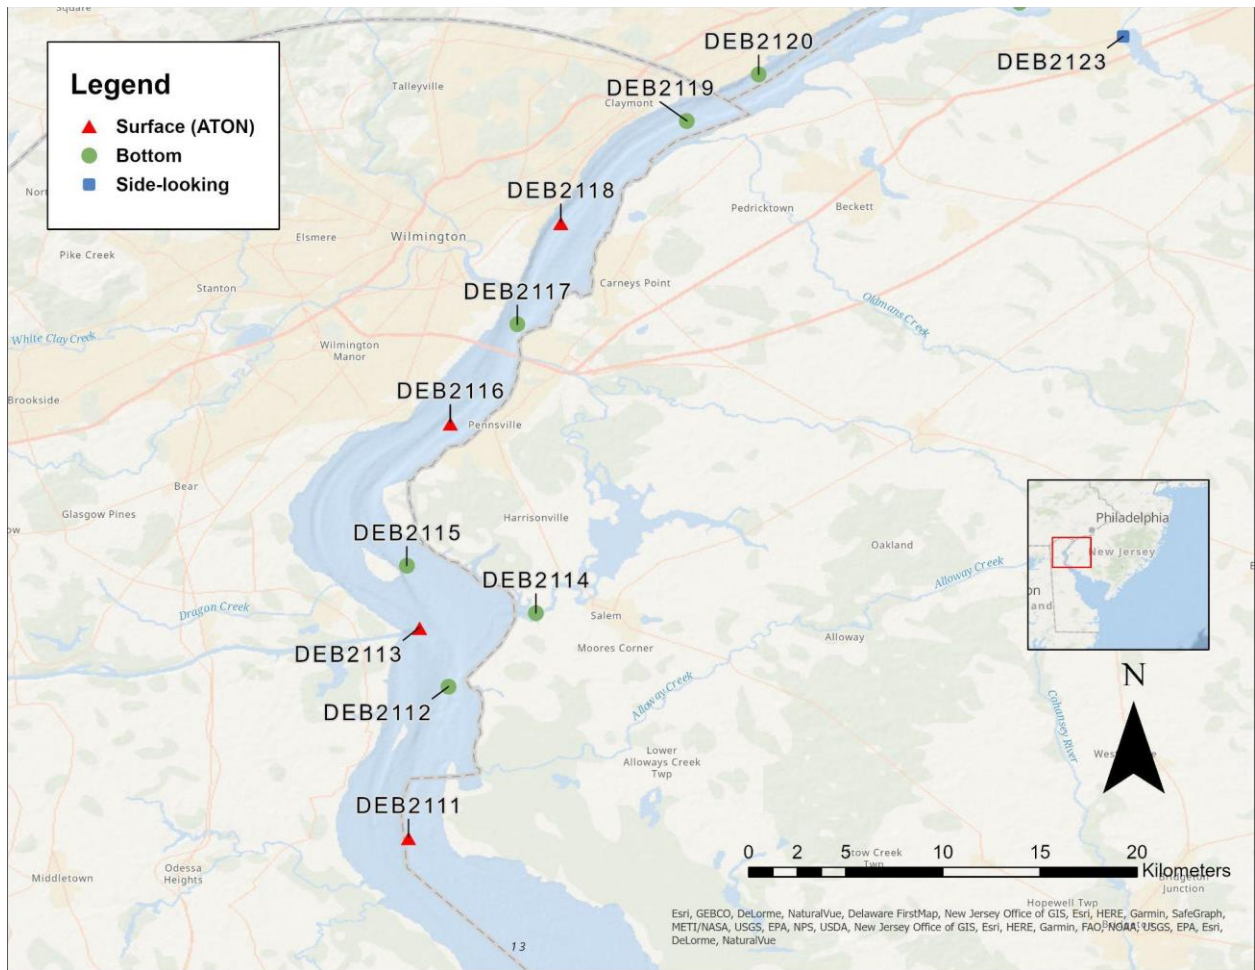 Square
Legend
Surface (ATON)
Bottom
Side-looking
Talleyville
Claymont
DEB2120
DEB2119
DEB2123
DEB2118
Pedricktown
Beckett
Elsmere
Wilmington
Pike Creek
Stanton
DEB2117
Carneys Point
Oldmans Creek
White Clay Creek
Wilmington
Manor
Brookside
DEB2116
Pennsville
Bear
Glasgow Pines
Harrisonville
DEB2115
Oakland
Philadelphia
New Jersey
DEB2114
Alloway Creek
Dragon Creek
Salem
Alloway
Moores Corner
DEB2113
N
DEB2112
Alloway Creek
Cohansey River
Lower
Alloways Creek
Twp
DEB2111
0 2 5 10 15 20
Kilometers
Odessa
Heights
Middletown
Junction
Hopewell Twp
13
Esri, GEBCO, DeLorme, NaturalVue, Delaware FirstMap, New Jersey Office of GIS, Esri, HERE, Garmin, SafeGraph,
METI/NASA, USGS, EPA, NPS, USDA, New Jersey Office of GIS, Esri, HERE, Garmin, FAO, NOAA, USGS, EPA, Esri,
DeLorme, NaturalVue